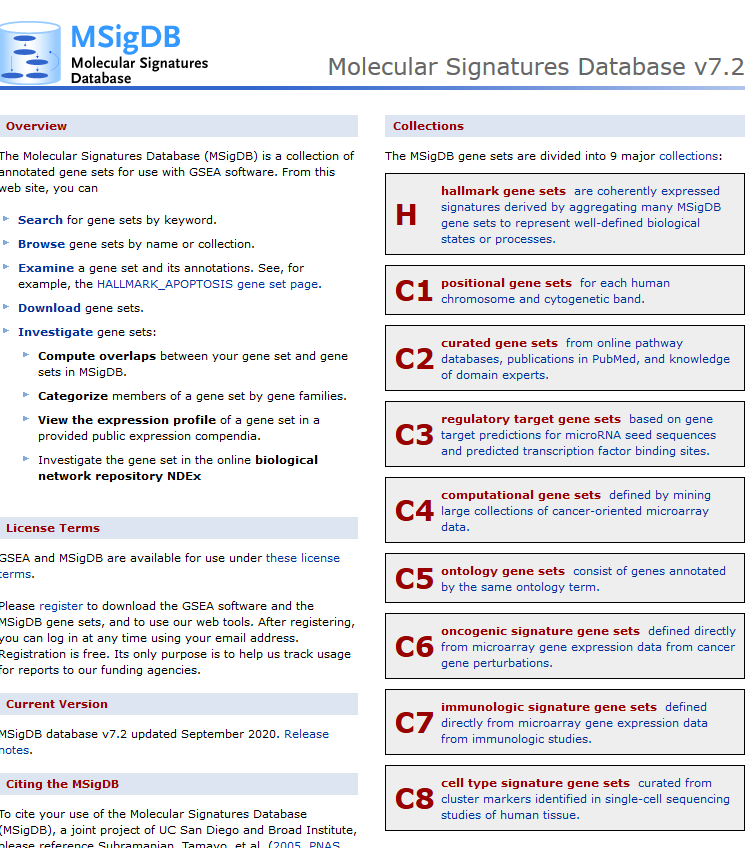 MSigDB
Molecular Signatures
Database
Molecular Signatures Database v7.2
Overview
The Molecular Signatures Database (MSigDB) is a collection of
annotated gene sets for use with GSEA software. From this
web site, you can
Search for gene sets by keyword.
Browse gene sets by name or collection.
Examine a gene set and its annotations. See, for
example, the HALLMARK_APOPTOSIS gene set page.
Download gene sets.
Investigate gene sets:
Compute overlaps between your gene set and gene
sets in MSigDB.
Categorize members of a gene set by gene families.
View the expression profile of a gene set in a
provided public expression compendia.
Investigate the gene set in the online biological
network repository NDEx
License Terms
GSEA and MSigDB are available for use under these license
terms.
Please register to download the GSEA software and the
MSigDB gene sets, and to use our web tools. After registering,
you can log in at any time using your email address.
Registration is free. Its only purpose is to help us track usage
for reports to our funding agencies.
Current Version
MSigDB database v7.2 updated September 2020. Release
notes.
Citing the MSigDB
To cite your use of the Molecular Signatures Database
(MSigDB), a joint project of UC San Diego and Broad Institute,
please reference Subramanian, Tamayo, et al. (2005, PNAS
Collections
The MSigDB gene sets are divided into 9 major collections:
H
hallmark gene sets are coherently expressed
signatures derived by aggregating many MSigDB
gene sets to represent well-defined biological
states or processes.
C1
positional gene sets for each human
chromosome and cytogenetic band.
C2
curated gene sets from online pathway
databases, publications in PubMed, and knowledge
of domain experts.
C3
regulatory target gene sets based on gene
target predictions for microRNA seed sequences
and predicted transcription factor binding sites.
C4
computational gene sets defined by mining
large collections of cancer-oriented microarray
data.
C5
ontology gene sets consist of genes annotated
by the same ontology term.
C6
oncogenic signature gene sets defined directly
from microarray gene expression data from cancer
gene perturbations.
C7
immunologic signature gene sets defined
directly from microarray gene expression data
from immunologic studies.
C8
cell type signature gene sets curated from
cluster markers identified in single-cell sequencing
studies of human tissue.